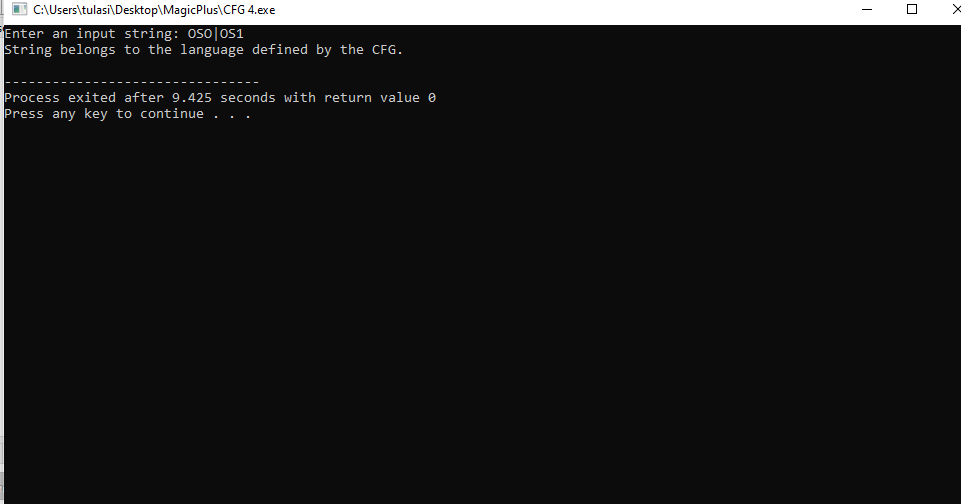 C:\Users\tulasi\Desktop\MagicPlus\CFG 4.exe
Enter an input string: OSO|OS1
String belongs to the language defined by the CFG.
--------------------------------
Process exited after 9.425 seconds with return value 0
Press any key to continue . . .